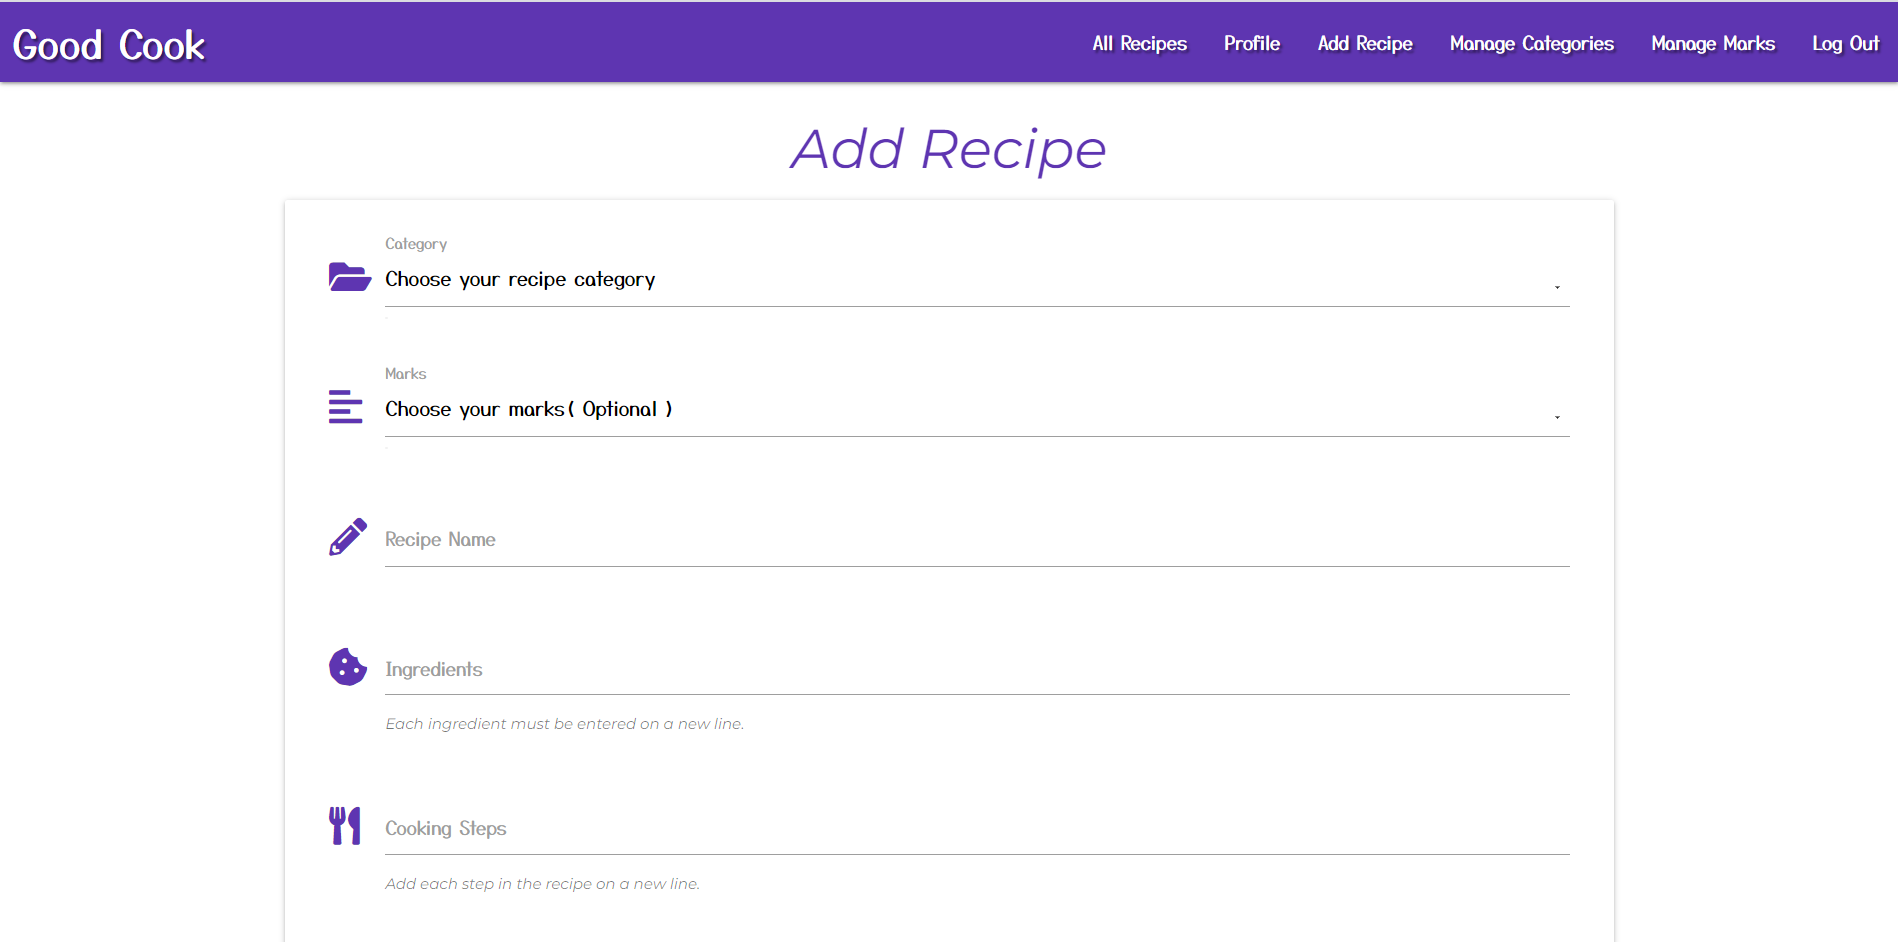 Good Cook
All Recipes Profile Add Recipe Manage Categories Manage Marks Log Out
Add Recipe
Category
Choose your recipe category
Marks
Choose your marks( Optional )
Recipe Name
Ingredients
Each ingredient must be entered on a new line.
Cooking Steps
Add each step in the recipe on a new line.